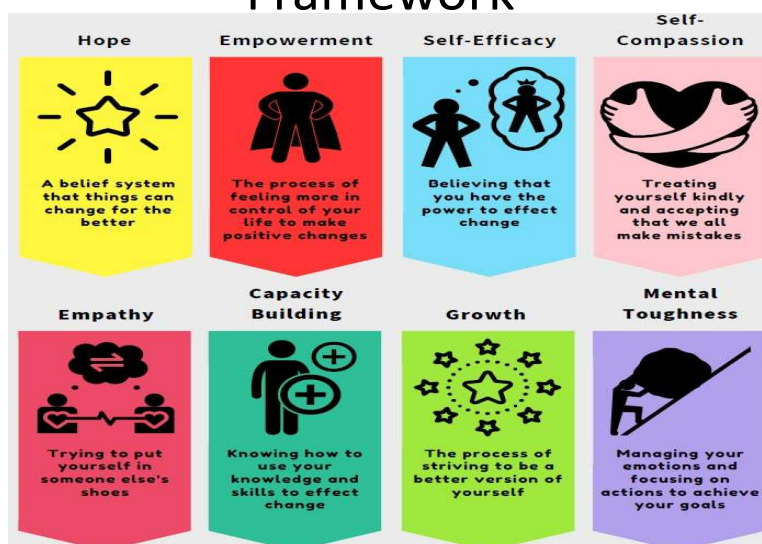 Framework
Hope
Empowerment
Self-Efficacy
Self-
Compassion
A belief system
that things can
change for the
better
The process of
feeling more in
control of your
life to make
positive changes
Believing that
you have the
power to effect
change
Treating
yourself kindly
and accepting
that we all
make mistakes
Empathy
Capacity
Building
Growth
Mental
Toughness
Trying to put
yourself in
someone else's
shoes
Knowing how to
use your
knowledge and
skills to effect
change
The process of
striving to be a
better version of
yourself
Managing your
emotions and
focusing on
actions to achieve
your goals